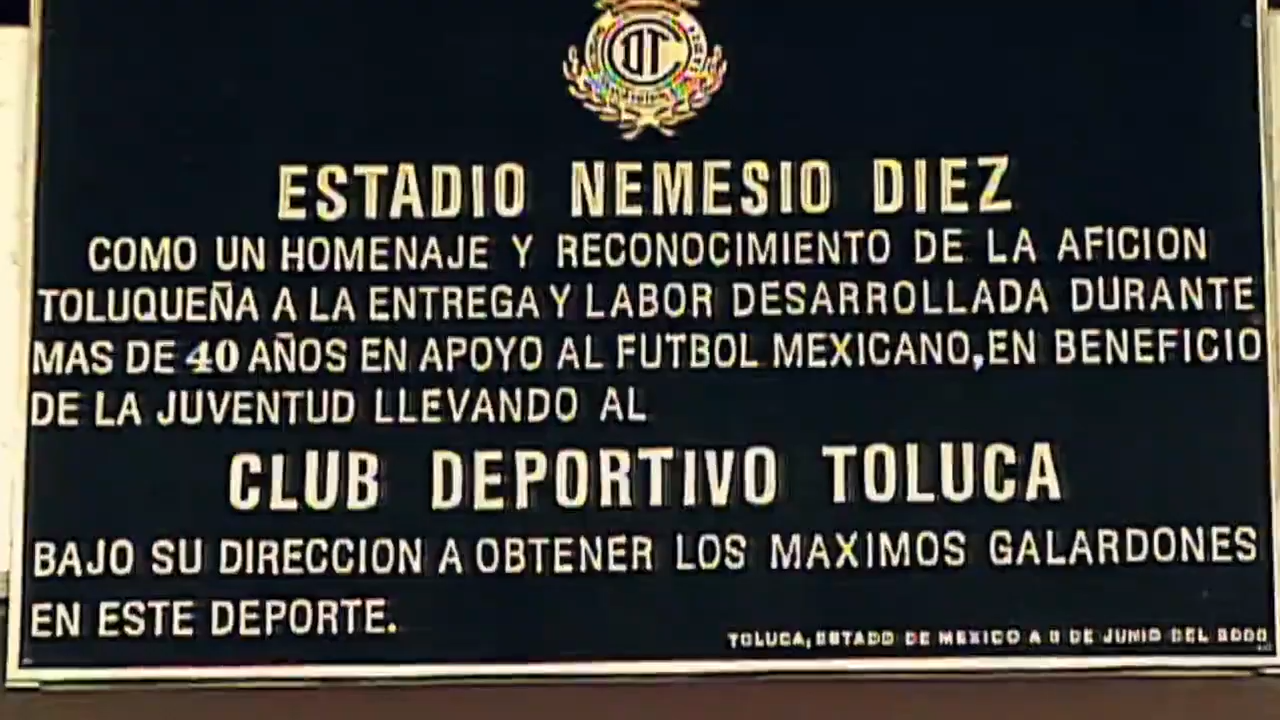 DTC
ESTADIO NEMESIO DIEZ
COMO UN HOMENAJE Y RECONOCIMIENTO DE LA AFICION
TOLUQUEÑA A LA ENTREGA Y LABOR DESARROLLADA DURANTE
MAS DE 40 AÑOS EN APOYO AL FUTBOL MEXICANO, EN BENEFICIO
DE LA JUVENTUD LLEVANDO AL
CLUB DEPORTIVO TOLUCA
BAJO SU DIRECCION A OBTENER LOS MAXIMOS GALARDONES
EN ESTE DEPORTE.
TOLUCA, ESTADO DE MEXICO A DE JUNIO DEL